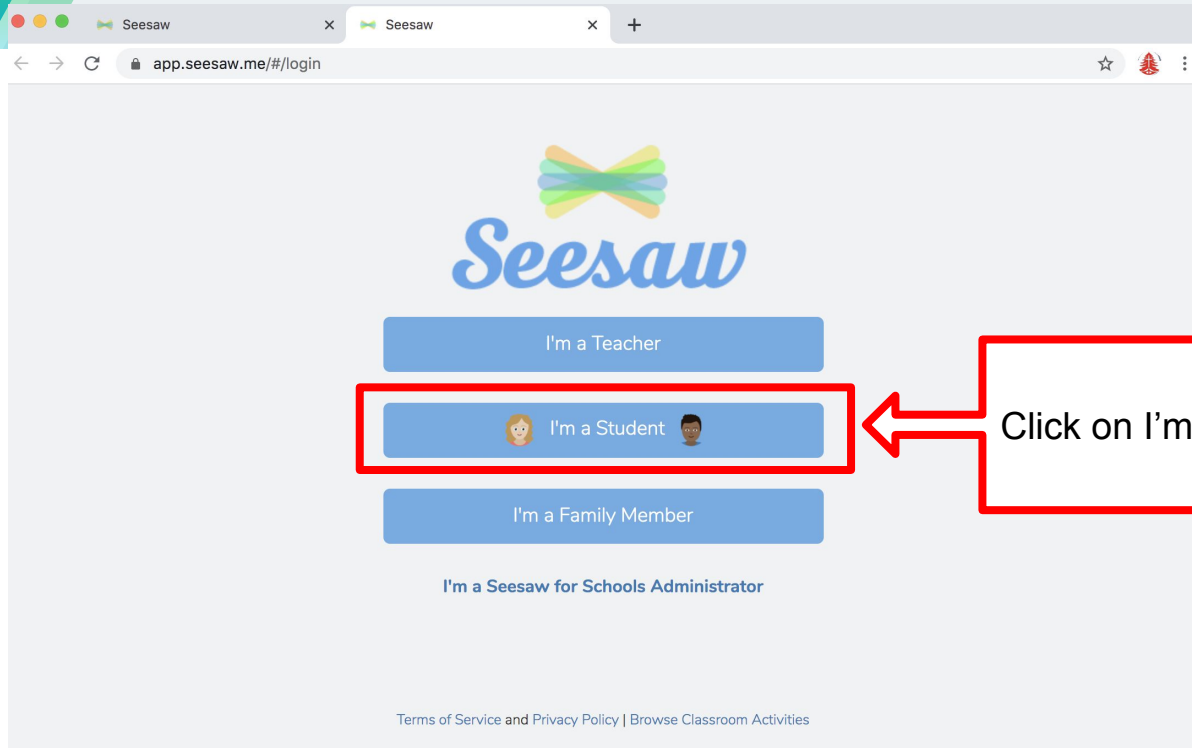 Seesaw
Seesaw
app.seesaw.me/#/login
Seesaw
I'm a Teacher
I'm a Student
Click on I'm
I'm a Family Member
I'm a Seesaw for Schools Administrator
Terms of Service and Privacy Policy | Browse Classroom Activities